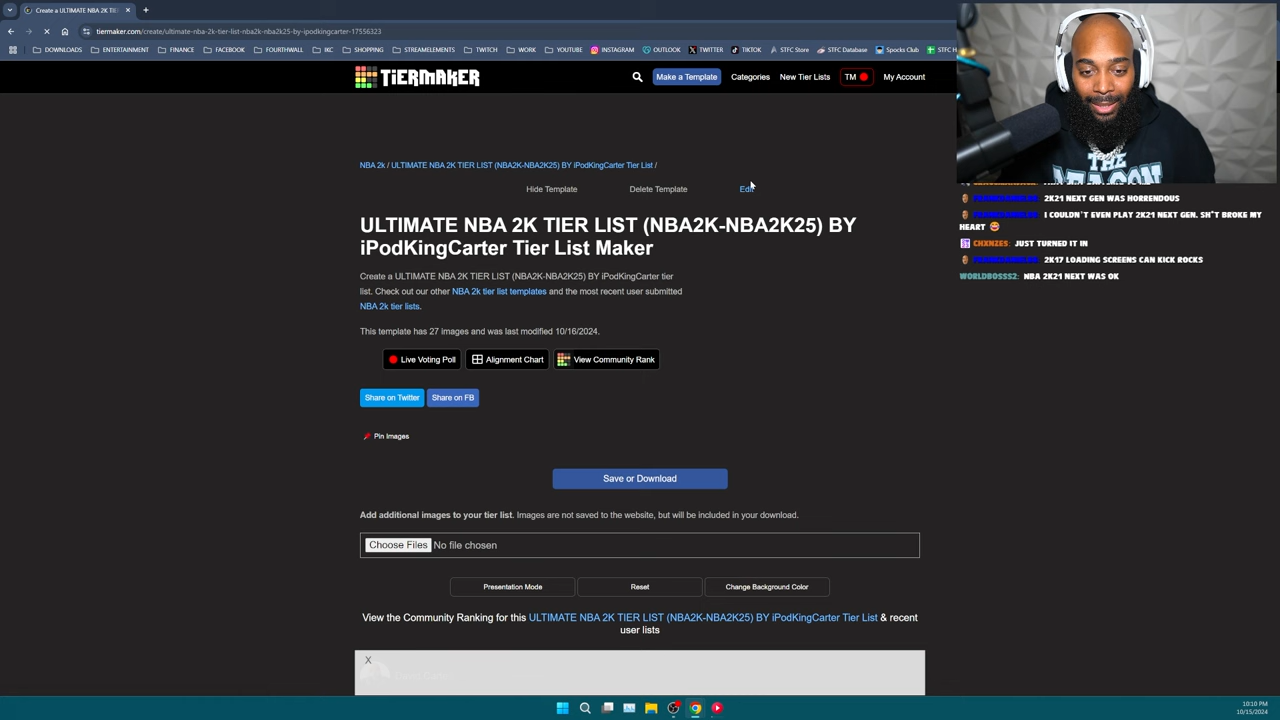 Create a ULTIMATE NBA 2K TIE
tiermaker.com/create/ultimate-nba-2k-tier-list-nba2k-nba2k25-by-ipodkingcarter-17556323
DOWNLOADS ENTERTAINMENT FINANCE FACEBOOK FOURTHWALL IKC SHOPPING STREAMELEMENTS TWITCH WORK YOUTUBE INSTAGRAM OUTLOOK TWITTER TIKTOK STFC Store STFC Database Spocks Club STFC
TiERMAKER
Make a Template Categories New Tier Lists TM My Account
NBA 2k / ULTIMATE NBA 2K TIER LIST (NBA2K-NBA2K25) BY iPodKingCarter Tier List /
Hide Template Delete Template Edit
ULTIMATE NBA 2K TIER LIST (NBA2K-NBA2K25) BY
iPodKingCarter Tier List Maker
Create a ULTIMATE NBA 2K TIER LIST (NBA2K-NBA2K25) BY iPodKingCarter tier
list. Check out our other NBA 2k tier list templates and the most recent user submitted
NBA 2k tier lists.
This template has 27 images and was last modified 10/16/2024.
Live Voting Poll Alignment Chart View Community Rank
Share on Twitter Share on FB
Pin Images
Save or Download
Add additional images to your tier list. Images are not saved to the website, but will be included in your download.
Choose Files No file chosen
Presentation Mode Reset Change Background Color
View the Community Ranking for this ULTIMATE NBA 2K TIER LIST (NBA2K-NBA2K25) BY iPodKingCarter Tier List & recent
user lists
X
THE
2K21 NEXT GEN WAS HORRENDOUS
I COULDN'T EVEN PLAY 2K21 NEXT GEN. SH*T BROKE MY
HEART
CHXNZES: JUST TURNED IT IN
2K17 LOADING SCREENS CAN KICK ROCKS
WORLDBOSSS2: NBA 2K21 NEXT WAS OK
10:10 PM
10/15/2024